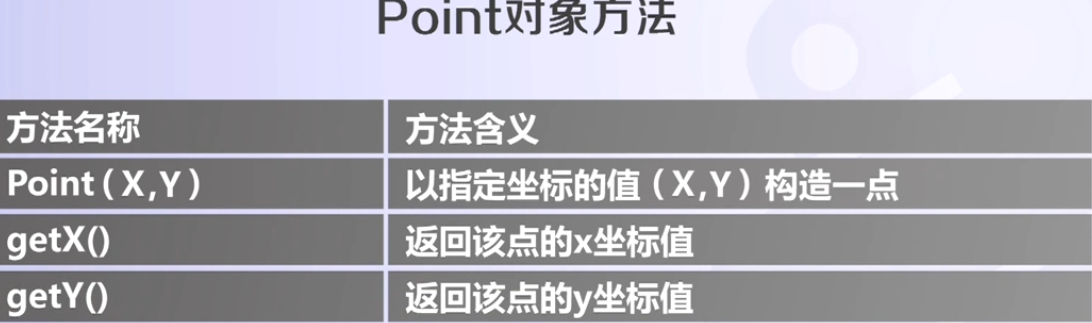 Point对象方法
方法名称 方法含义
Point（X,Y） 以指定坐标的值（X,Y）构造一点
getX() 返回该点的x坐标值
getY() 返回该点的y坐标值